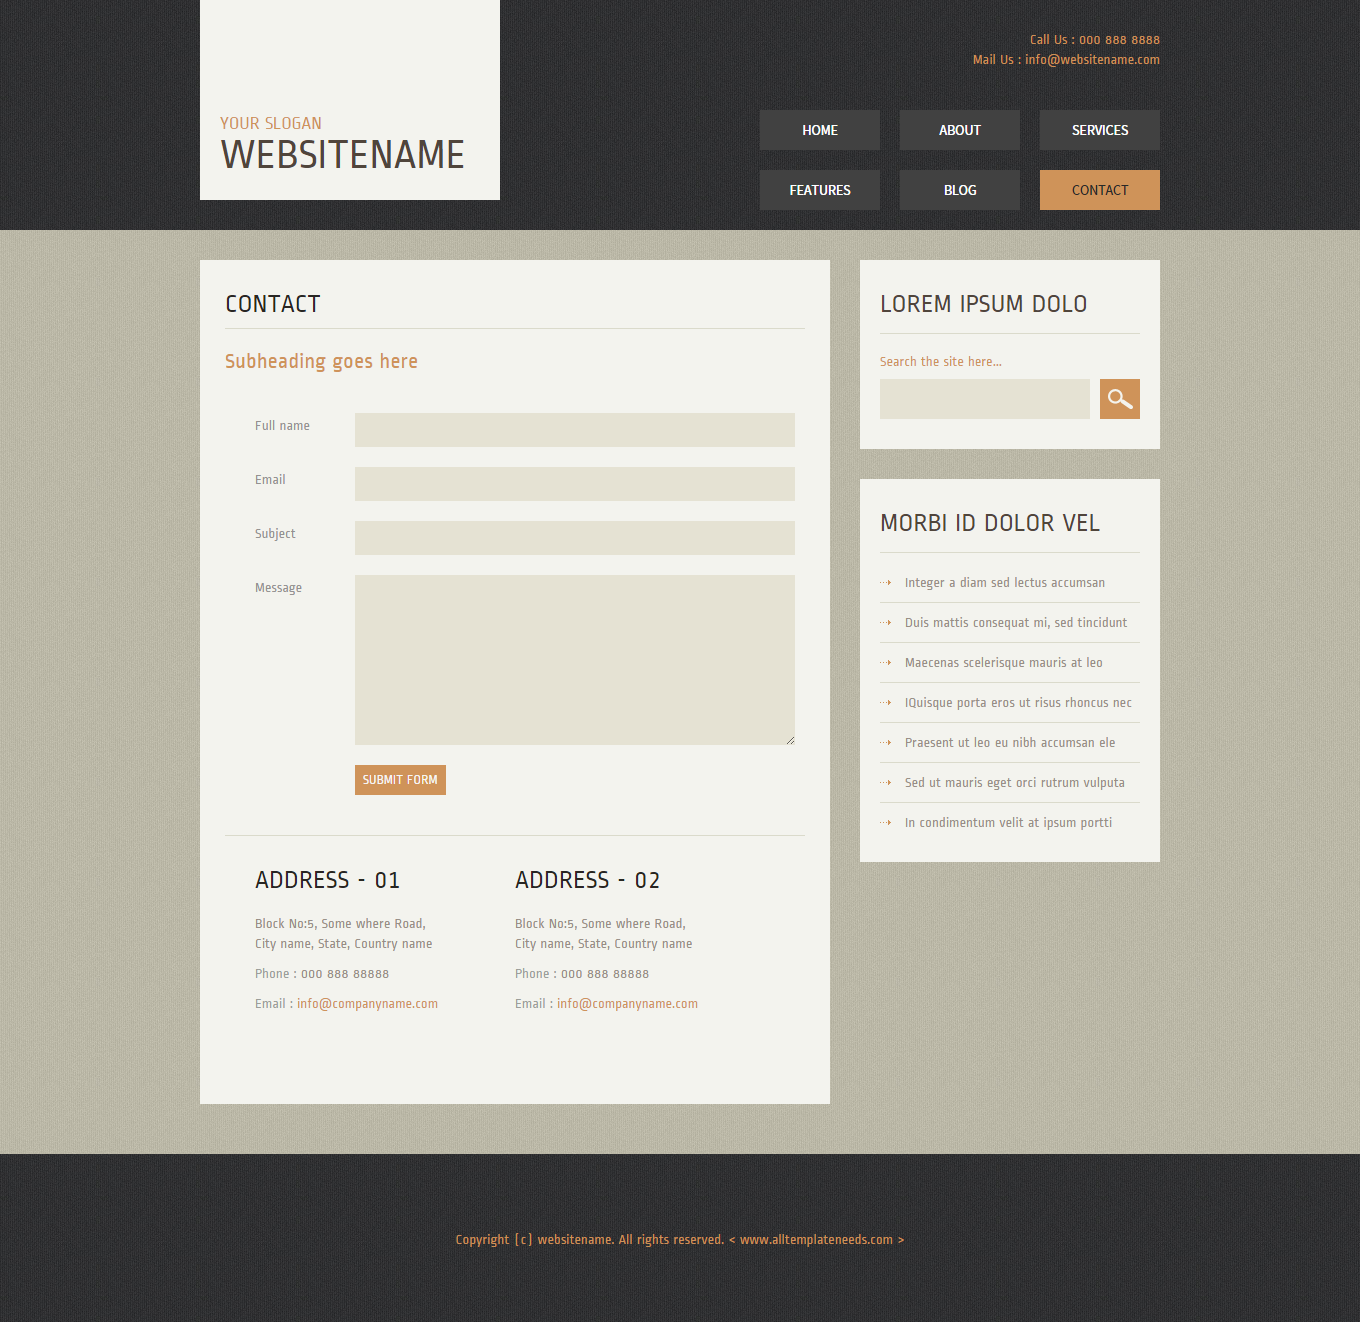 Call Us : 000 888 8888
Mail Us : info@websitename.com
YOUR SLOGAN
WEBSITENAME
HOME
ABOUT
SERVICES
FEATURES
BLOG
CONTACT
CONTACT
Subheading goes here
Full name
Email
Subject
Message
SUBMIT FORM
ADDRESS - 01
Block No:5, Some where Road,
City name, State, Country name
Phone : 000 888 88888
Email : info@companyname.com
ADDRESS - 02
Block No:5, Some where Road,
City name, State, Country name
Phone : 000 888 88888
Email : info@companyname.com
LOREM IPSUM DOLO
Search the site here...
MORBI ID DOLOR VEL
Integer a diam sed lectus accumsan
Duis mattis consequat mi, sed tincidunt
Maecenas scelerisque mauris at leo
IQuisque porta eros ut risus rhoncus nec
Praesent ut leo eu nibh accumsan ele
Sed ut mauris eget orci rutrum vulputa
In condimentum velit at ipsum portti
Copyright [c] websitename. All rights reserved. < www.alltemplateneeds.com >